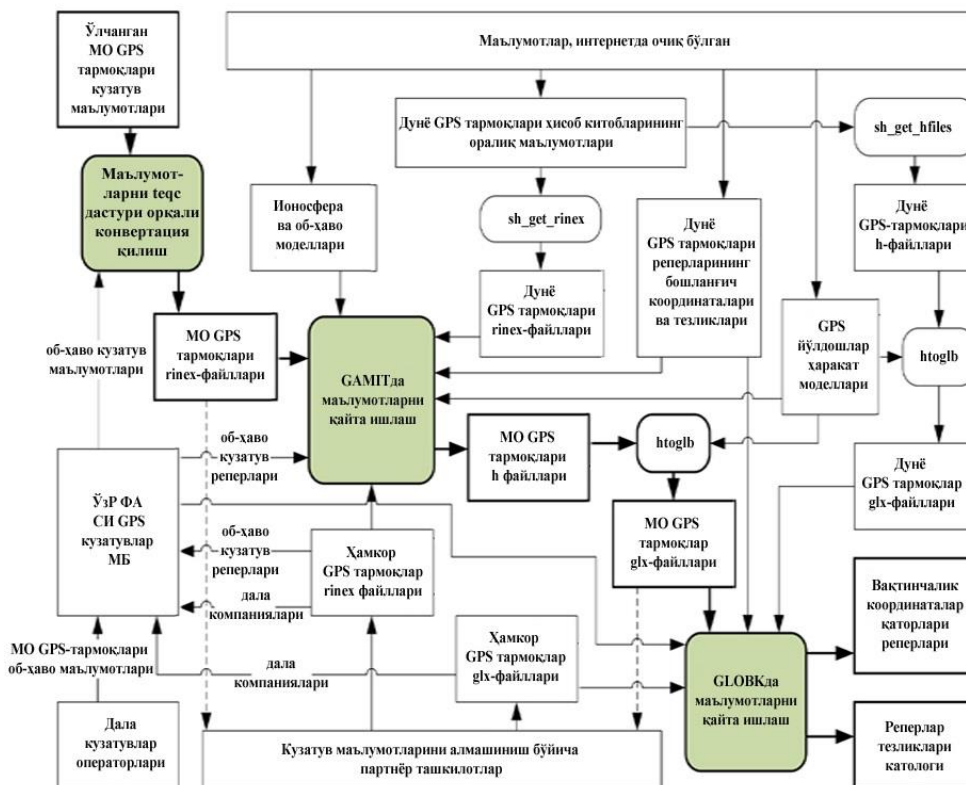 Ўлчанган
МО GPS
тармоқлари
кузатув
маълумотлари
Маълумотлар, интернетда очиқ бўлган
Маълумот-
ларни teqc
дастури орқали
конвертация
қилиш
Ионосфера
ва об-ҳаво
моделлари
Дунё GPS тармоқлари ҳисоб китобларининг
оралиқ маълумотлари
sh_get_hfiles
sh_get_rinex
Дунё
GPS тармоқлари
реперларининг
бошланғич
координаталари
ва тезликлари
Дунё
GPS-тармоқлари
h-файллари
Дунё
GPS тармоқлари
rinex-файллари
об-ҳаво кузатув
маълумотлари
МО GPS
тармоқлари
rinex-файллари
GAMITда
маълумотларни
қайта ишлаш
GPS
йўлдошлар
ҳаракат
моделлари
htoglb
об-ҳаво
кузатув
реперлари
МО GPS
тармоқлари
h файллари
htoglb
Дунё
GPS тармоқлар
glx-файллари
ЎзР ФА
СИ GPS
кузатувлар
МБ
об-ҳаво
кузатув
реперлари
дала
компаниялари
Ҳамкор
GPS тармоқлар
rinex файллари
МО GPS
тармоқлар
glx-файллари
Вақтинчалик
координаталар
қаторлари
реперлари
МО GPS-тармоқлари
об-ҳаво маълумотлари
дала
компаниялари
Ҳамкор
GPS тармоқлар
glx-файллари
GLOBKда
маълумотларни
қайта ишлаш
Дала
кузатувлар
операторлари
Кузатув маълумотларини алмашиниш бўйича
партнёр ташкилотлар
Реперлар
тезликлари
катологи